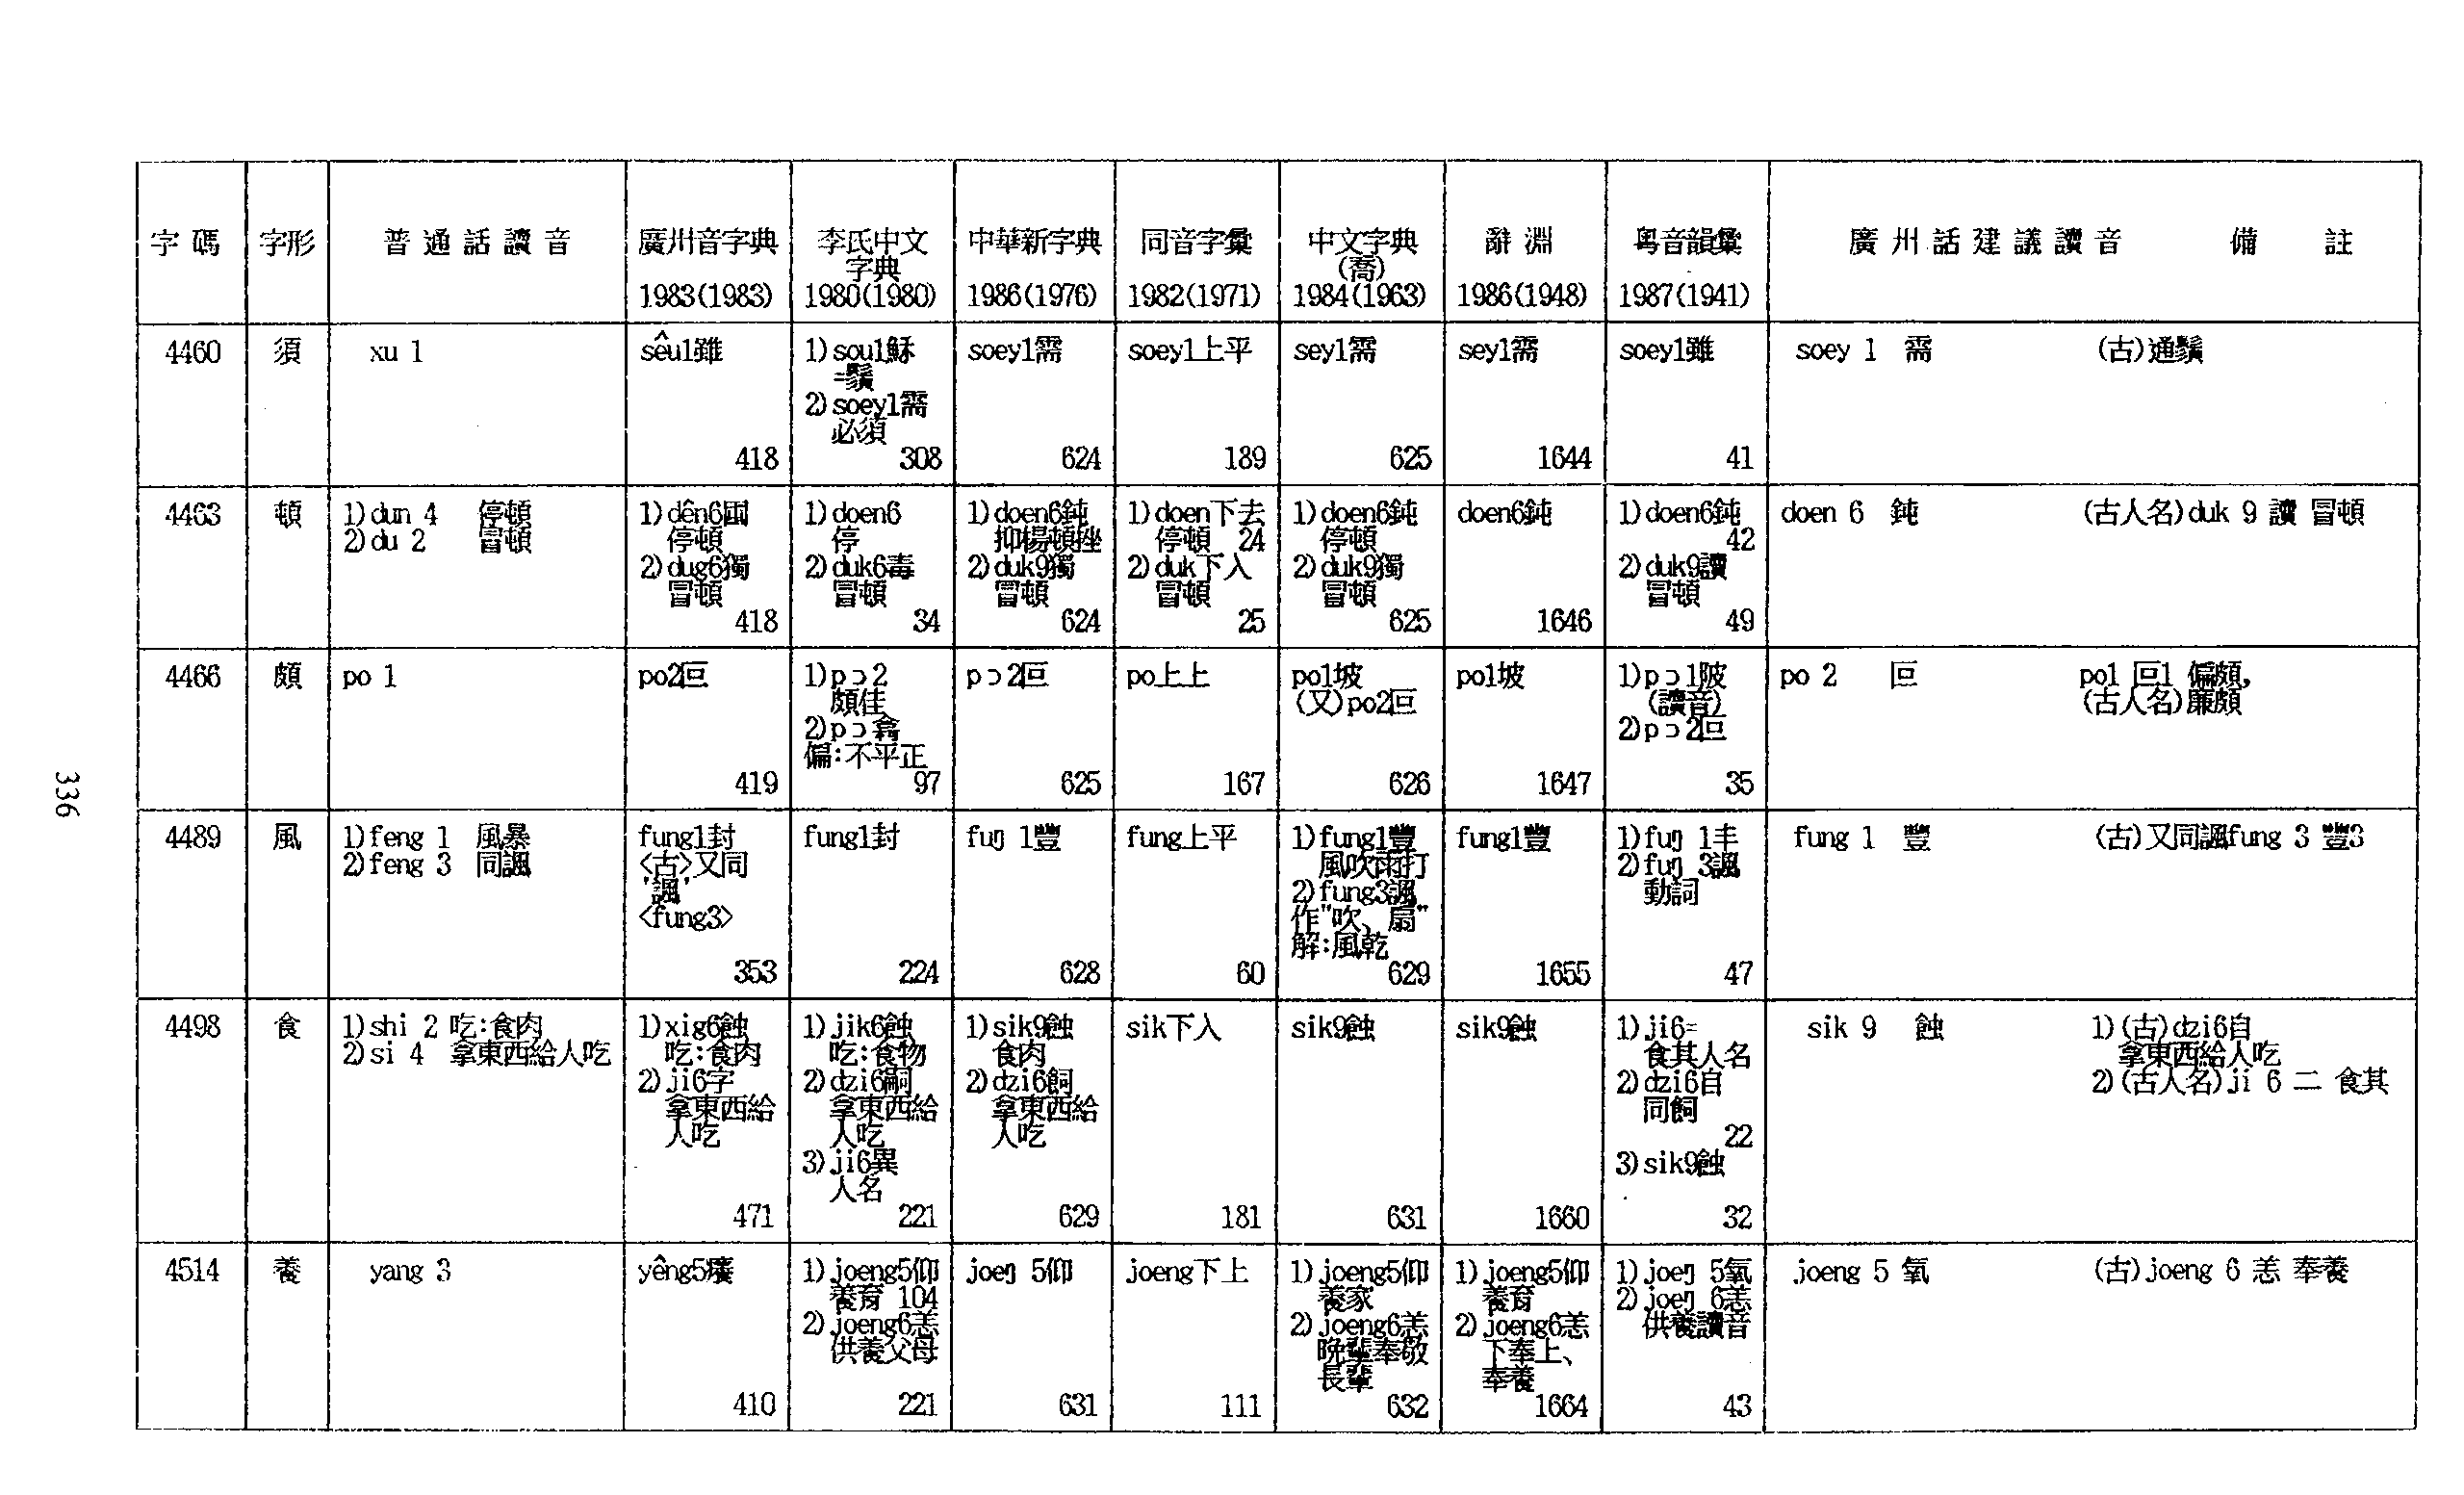 字碼 字形 普通話讀音 廣州音字典 1983(1983) 李氏中文字典 1980(1980) 中華新字典 1986(1976) 同音字彙 1982(1971) 中文字典(喬) 1984(1963) 辭淵 1986(1948) 粵音韻彙 1987(1941) 廣州話建議讀音 備註
4460
須
xu 1
sêu1雖
418
1)sou1穌
=鬚
2)soey1需
必須
308
soey1需
624
soey1上平
189
sey1需
625
sey1需
1644
soey1雖
41
soey 1 需
(古)通鬚
4463
頓
1)dun 4 停頓
2)du 2 冒頓
1)dên6
停頓
2)dug6獨
冒頓
418
1)doen6
停
2)duk6毒
冒頓
34
1)doen6鈍
抑楊頓挫
2)duk9獨
冒頓
624
1)doen下去
停頓 24
2)duk下入
冒頓
25
1)doen6鈍
停頓
2)duk9獨
冒頓
625
doen6鈍
1646
1)doen6鈍
42
2)duk9讀
冒頓
49
doen 6 鈍
(古人名)duk 9 讀 冒頓
4466
頗
po 1
po2叵
419
1)pɔ2
頗佳
2)pɔ
偏:不平正
97
pɔ2叵
625
po上上
167
po1坡
(又)po2叵
626
po1坡
1647
1)pɔ1陂
(讀音)
2)pɔ2叵
35
po 2 叵
po1 叵1 偏頗,
(古人名)廉頗
4489
風
1)feng 1 風暴
2)feng 3 同諷
fung1封
<古>又同
'諷'
<fung3>
353
fung1封
224
fuŋ 1豐
628
fung上平
60
1)fung1豐
風吹雨打
2)fung3諷
作"吹、扇"
解:風乾
629
fung1豐
1655
1)fuŋ 1丰
2)fuŋ 3諷
動詞
47
fung 1 豐
(古)又同諷fung 3 豐3
4498
食
1)shi 2 吃:食肉
2)si 4 拿東西給人吃
1)xig6蝕
吃:食肉
2)ji6字
拿東西給
人吃
471
1)jik6蝕
吃:食物
2)dzi6嗣
拿東西給
人吃
3)ji6異
人名
221
1)sik9蝕
食肉
2)dzi6飼
拿東西給
人吃
629
sik下入
181
sik9蝕
631
sik9蝕
1660
1)ji6=
食其人名
2)dzi6自
同飼
22
3)sik9蝕
32
sik 9 蝕
1)(古)dzi6自
拿東西給人吃
2)(古人名)ji 6 二 食其
4514
養
yang 3
yêng5癢
410
1)joeng5仰
養育 104
2)joeng6恙
供養父母
221
joeŋ 5仰
631
joeng下上
111
1)joeng5仰
養家
2)joeng6恙
晚輩奉敬
長輩
632
1)joeng5仰
養育
2)joeng6恙
下奉上、
奉養
1664
1)joeŋ 5氧
2)joeŋ 6恙
供養讀音
43
joeng 5 氧
(古)joeng 6 恙 奉養
336